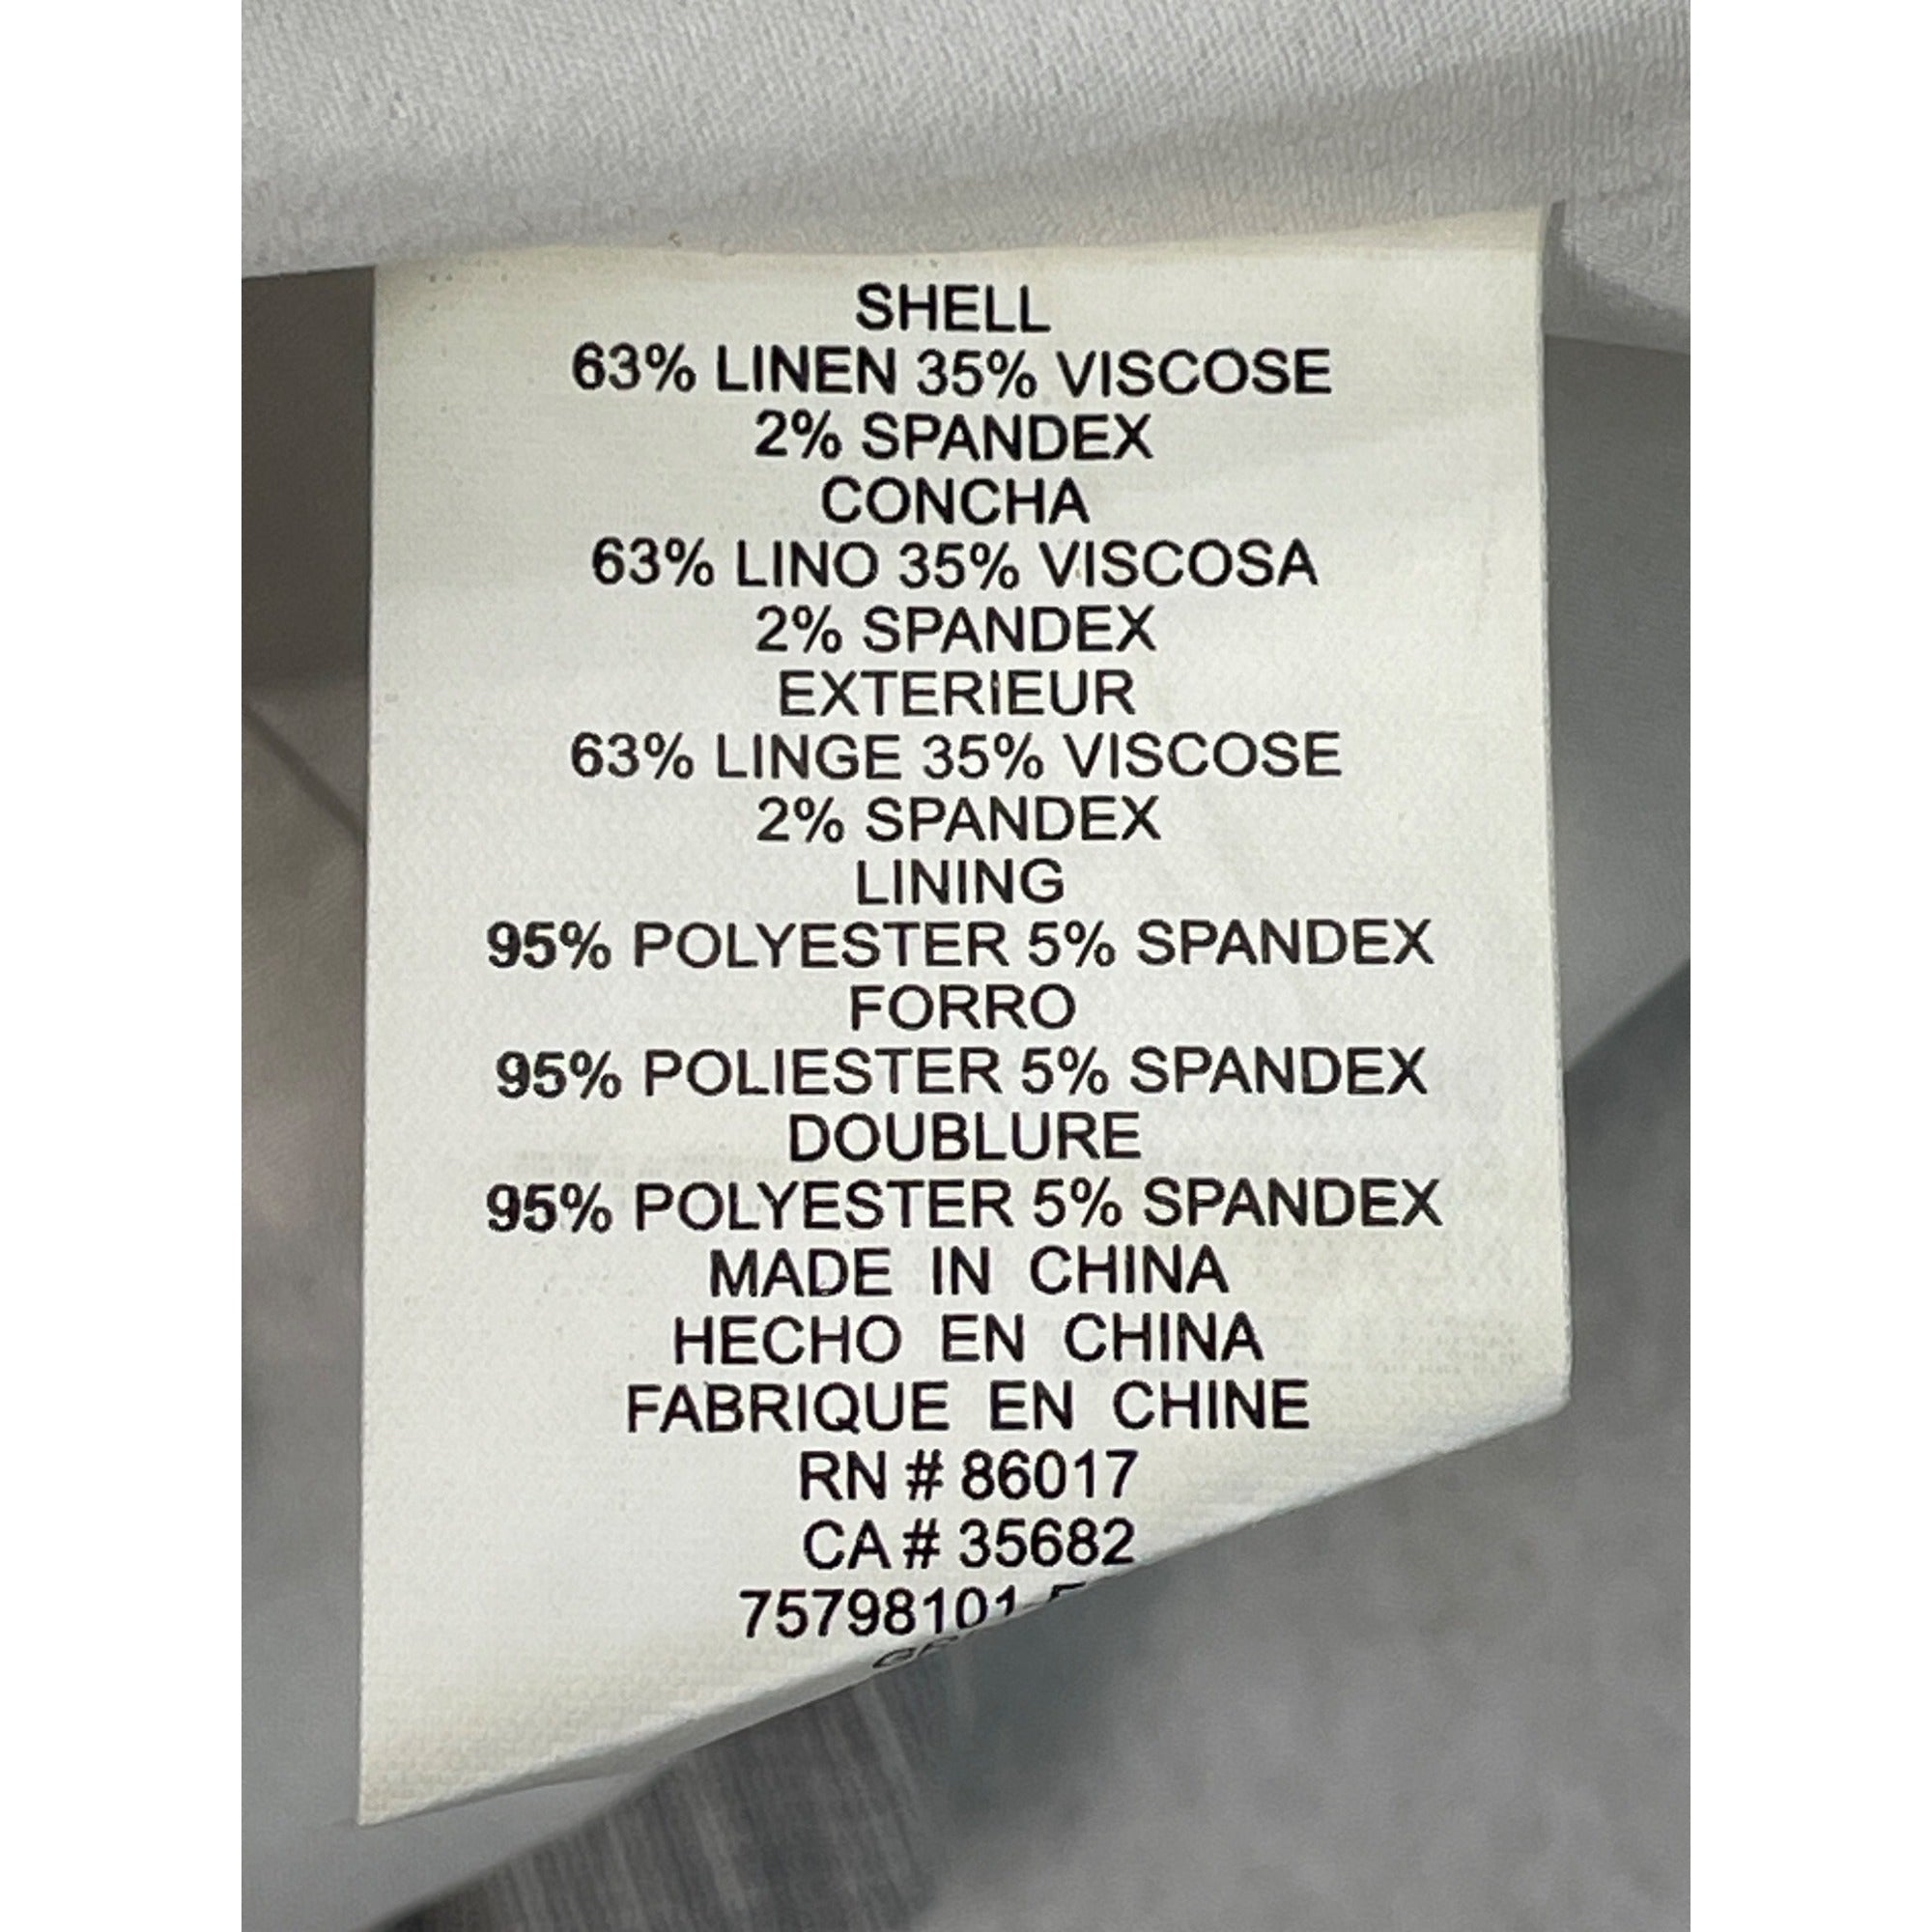 SHELL
63% LINEN 35% VISCOSE
2% SPANDEX
CONCHA
63% LINO 35% VISCOSA
2% SPANDEX
EXTERIEUR
63% LINGE 35% VISCOSE
2% SPANDEX
LINING
95% POLYESTER 5% SPANDEX
FORRO
95% POLIESTER 5% SPANDEX
DOUBLURE
95% POLYESTER 5% SPANDEX
MADE IN CHINA
HECHO EN CHINA
FABRIQUE EN CHINE
RN # 86017
CA # 35682
75798101